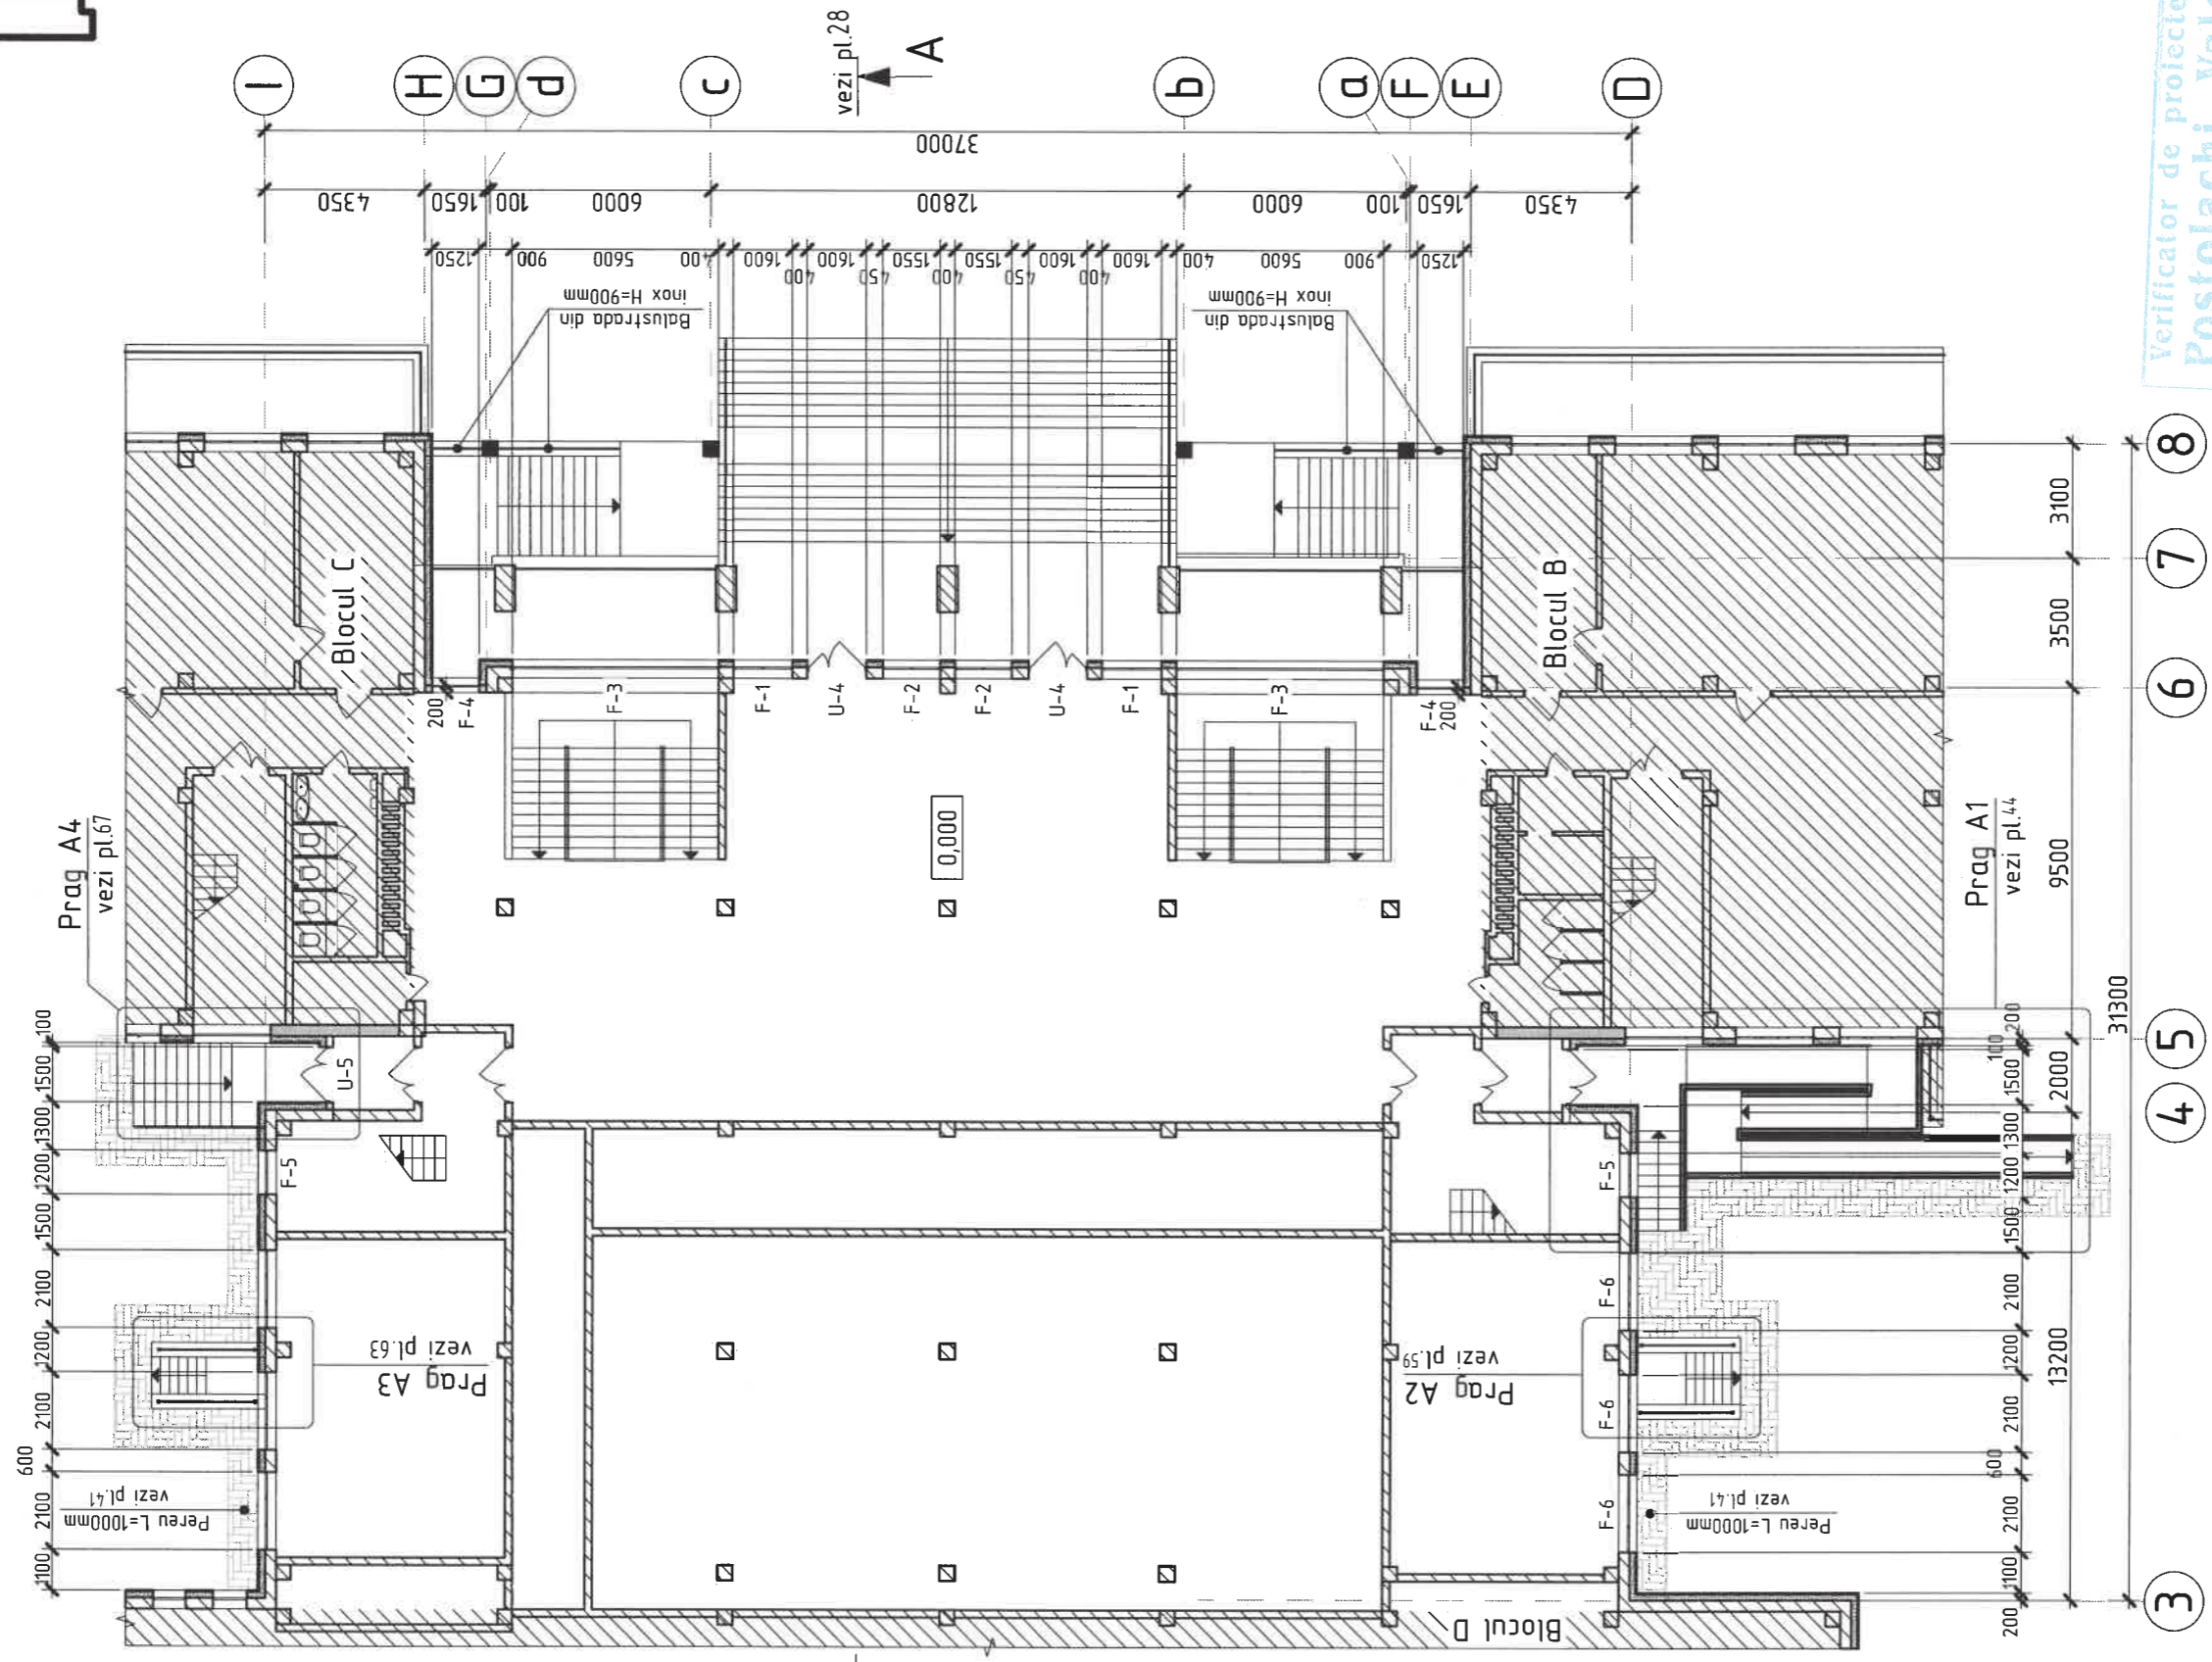 I
H
G
d
c
b
a
F
E
D
vezi pl.28
A
37000
4350
1650
100
6000
12800
6000
100
1650
4350
1250
900
5600
400
1600
400
1600
450
1550
400
1550
450
1600
400
1600
400
5600
900
1250
Balustrada din
inox H=900mm
Balustrada din
inox H=900mm
Blocul C
Blocul B
200
F-4
F-3
F-1
U-4
F-2
F-2
U-4
F-1
F-3
F-4
200
0,000
Prag A4
vezi pl.67
Prag A1
vezi pl.44
U-5
F-5
F-5
F-6
F-6
F-6
Prag A3
vezi pl.63
Prag A2
vezi pl.59
Pereu L=1000mm
vezi pl.41
Pereu L=1000mm
vezi pl.41
Blocul D
100
1500
1300
1200
1500
2100
1200
2100
600
2100
1100
200
100
1500
1300
1200
1500
2100
1200
2100
600
2100
1100
200
3100
3500
9500
2000
13200
31300
8
7
6
5
4
3
Verificator de proiecte
Postolachi